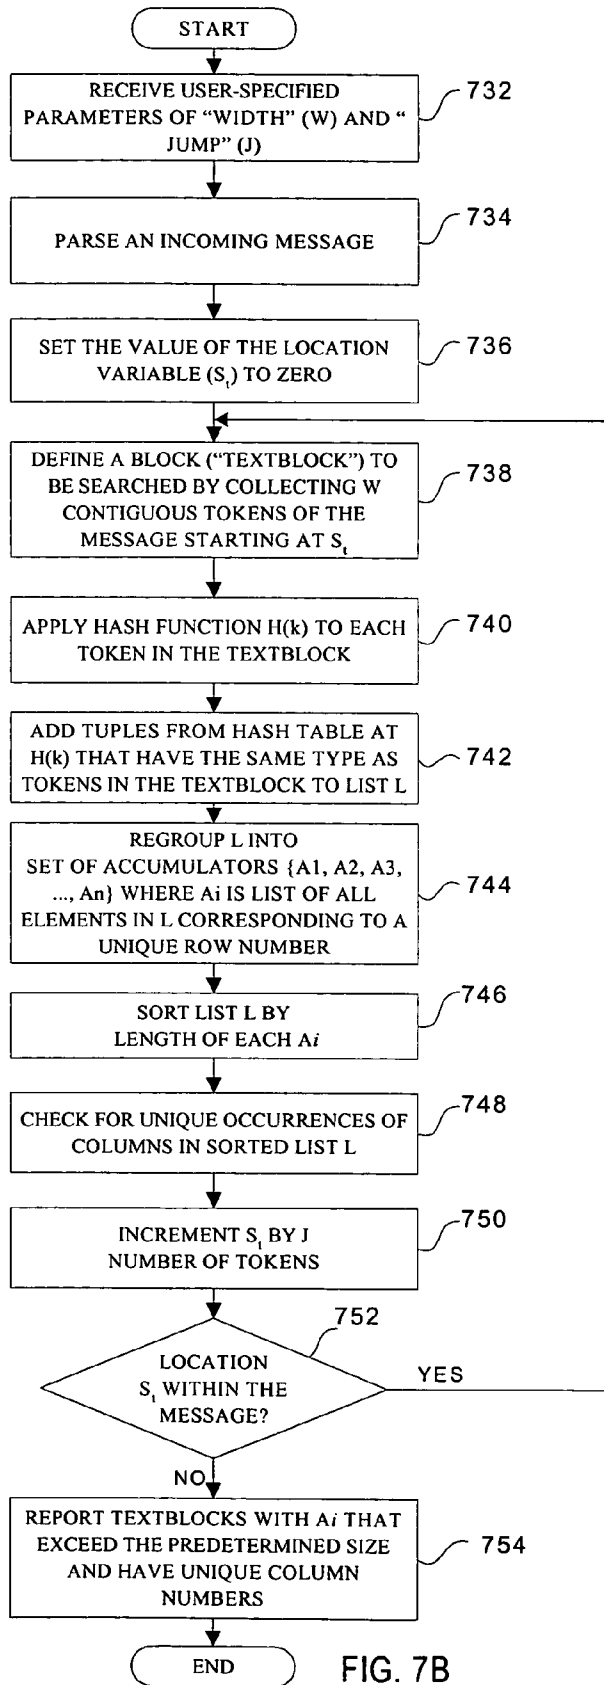 START
RECEIVE USER-SPECIFIED
PARAMETERS OF “WIDTH” (W) AND “
JUMP” (J)
732
PARSE AN INCOMING MESSAGE
734
SET THE VALUE OF THE LOCATION
VARIABLE (St) TO ZERO
736
DEFINE A BLOCK (“TEXTBLOCK”) TO
BE SEARCHED BY COLLECTING W
CONTIGUOUS TOKENS OF THE
MESSAGE STARTING AT St
738
APPLY HASH FUNCTION H(k) TO EACH
TOKEN IN THE TEXTBLOCK
740
ADD TUPLES FROM HASH TABLE AT
H(k) THAT HAVE THE SAME TYPE AS
TOKENS IN THE TEXTBLOCK TO LIST L
742
REGROUP L INTO
SET OF ACCUMULATORS {A1, A2, A3,
..., An} WHERE Ai IS LIST OF ALL
ELEMENTS IN L CORRESPONDING TO A
UNIQUE ROW NUMBER
744
SORT LIST L BY
LENGTH OF EACH Ai
746
CHECK FOR UNIQUE OCCURRENCES OF
COLUMNS IN SORTED LIST L
748
INCREMENT St BY J
NUMBER OF TOKENS
750
752
LOCATION
St WITHIN THE
MESSAGE?
YES
NO
REPORT TEXTBLOCKS WITH Ai THAT
EXCEED THE PREDETERMINED SIZE
AND HAVE UNIQUE COLUMN
NUMBERS
754
END
FIG. 7B